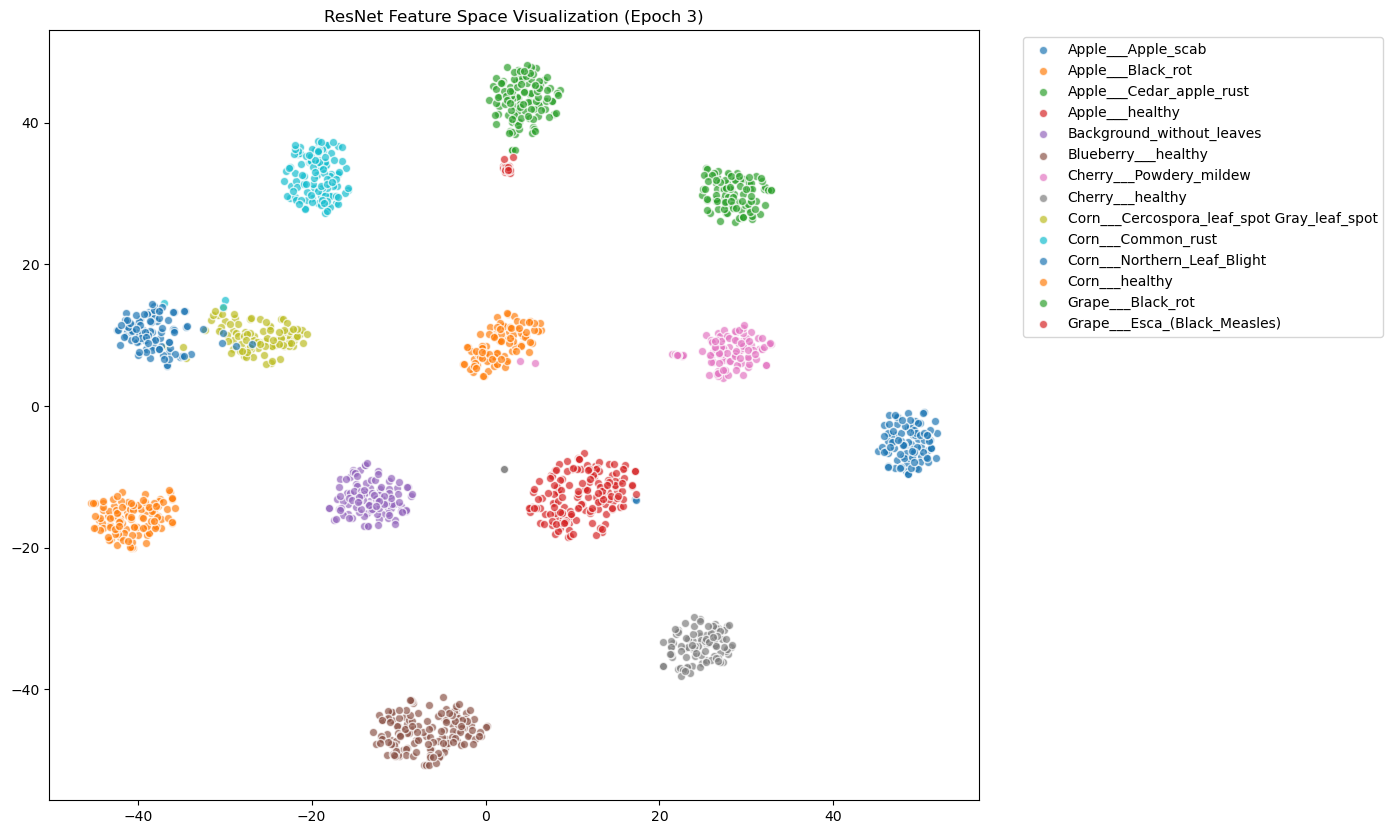 ResNet Feature Space Visualization (Epoch 3)
Apple___Apple_scab
Apple___Black_rot
Apple___Cedar_apple_rust
Apple___healthy
Background_without_leaves
Blueberry___healthy
Cherry___Powdery_mildew
Cherry___healthy
Corn___Cercospora_leaf_spot Gray_leaf_spot
Corn___Common_rust
Corn___Northern_Leaf_Blight
Corn___healthy
Grape___Black_rot
Grape___Esca_(Black_Measles)
40
20
0
−20
−40
−40
−20
0
20
40